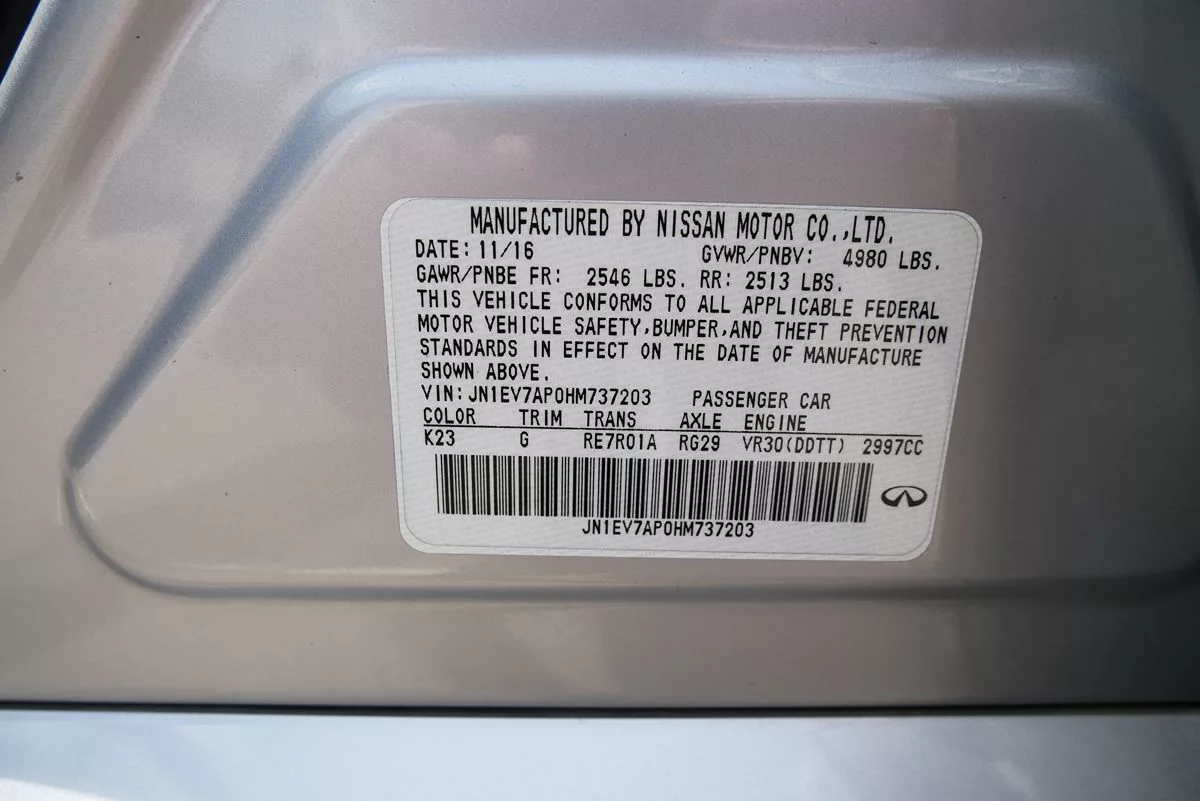 MANUFACTURED BY NISSAN MOTOR CO.,LTD.
DATE: 11/16 GVWR/PNBV: 4980 LBS.
GAWR/PNBE FR: 2546 LBS. RR: 2513 LBS.
THIS VEHICLE CONFORMS TO ALL APPLICABLE FEDERAL
MOTOR VEHICLE SAFETY,BUMPER,AND THEFT PREVENTION
STANDARDS IN EFFECT ON THE DATE OF MANUFACTURE
SHOWN ABOVE.
VIN:JN1EV7AP0HM737203 PASSENGER CAR
COLOR TRIM TRANS AXLE ENGINE
K23 G RE7R01A RG29 VR30(DDTT) 2997CC
JN1EV7AP0HM737203